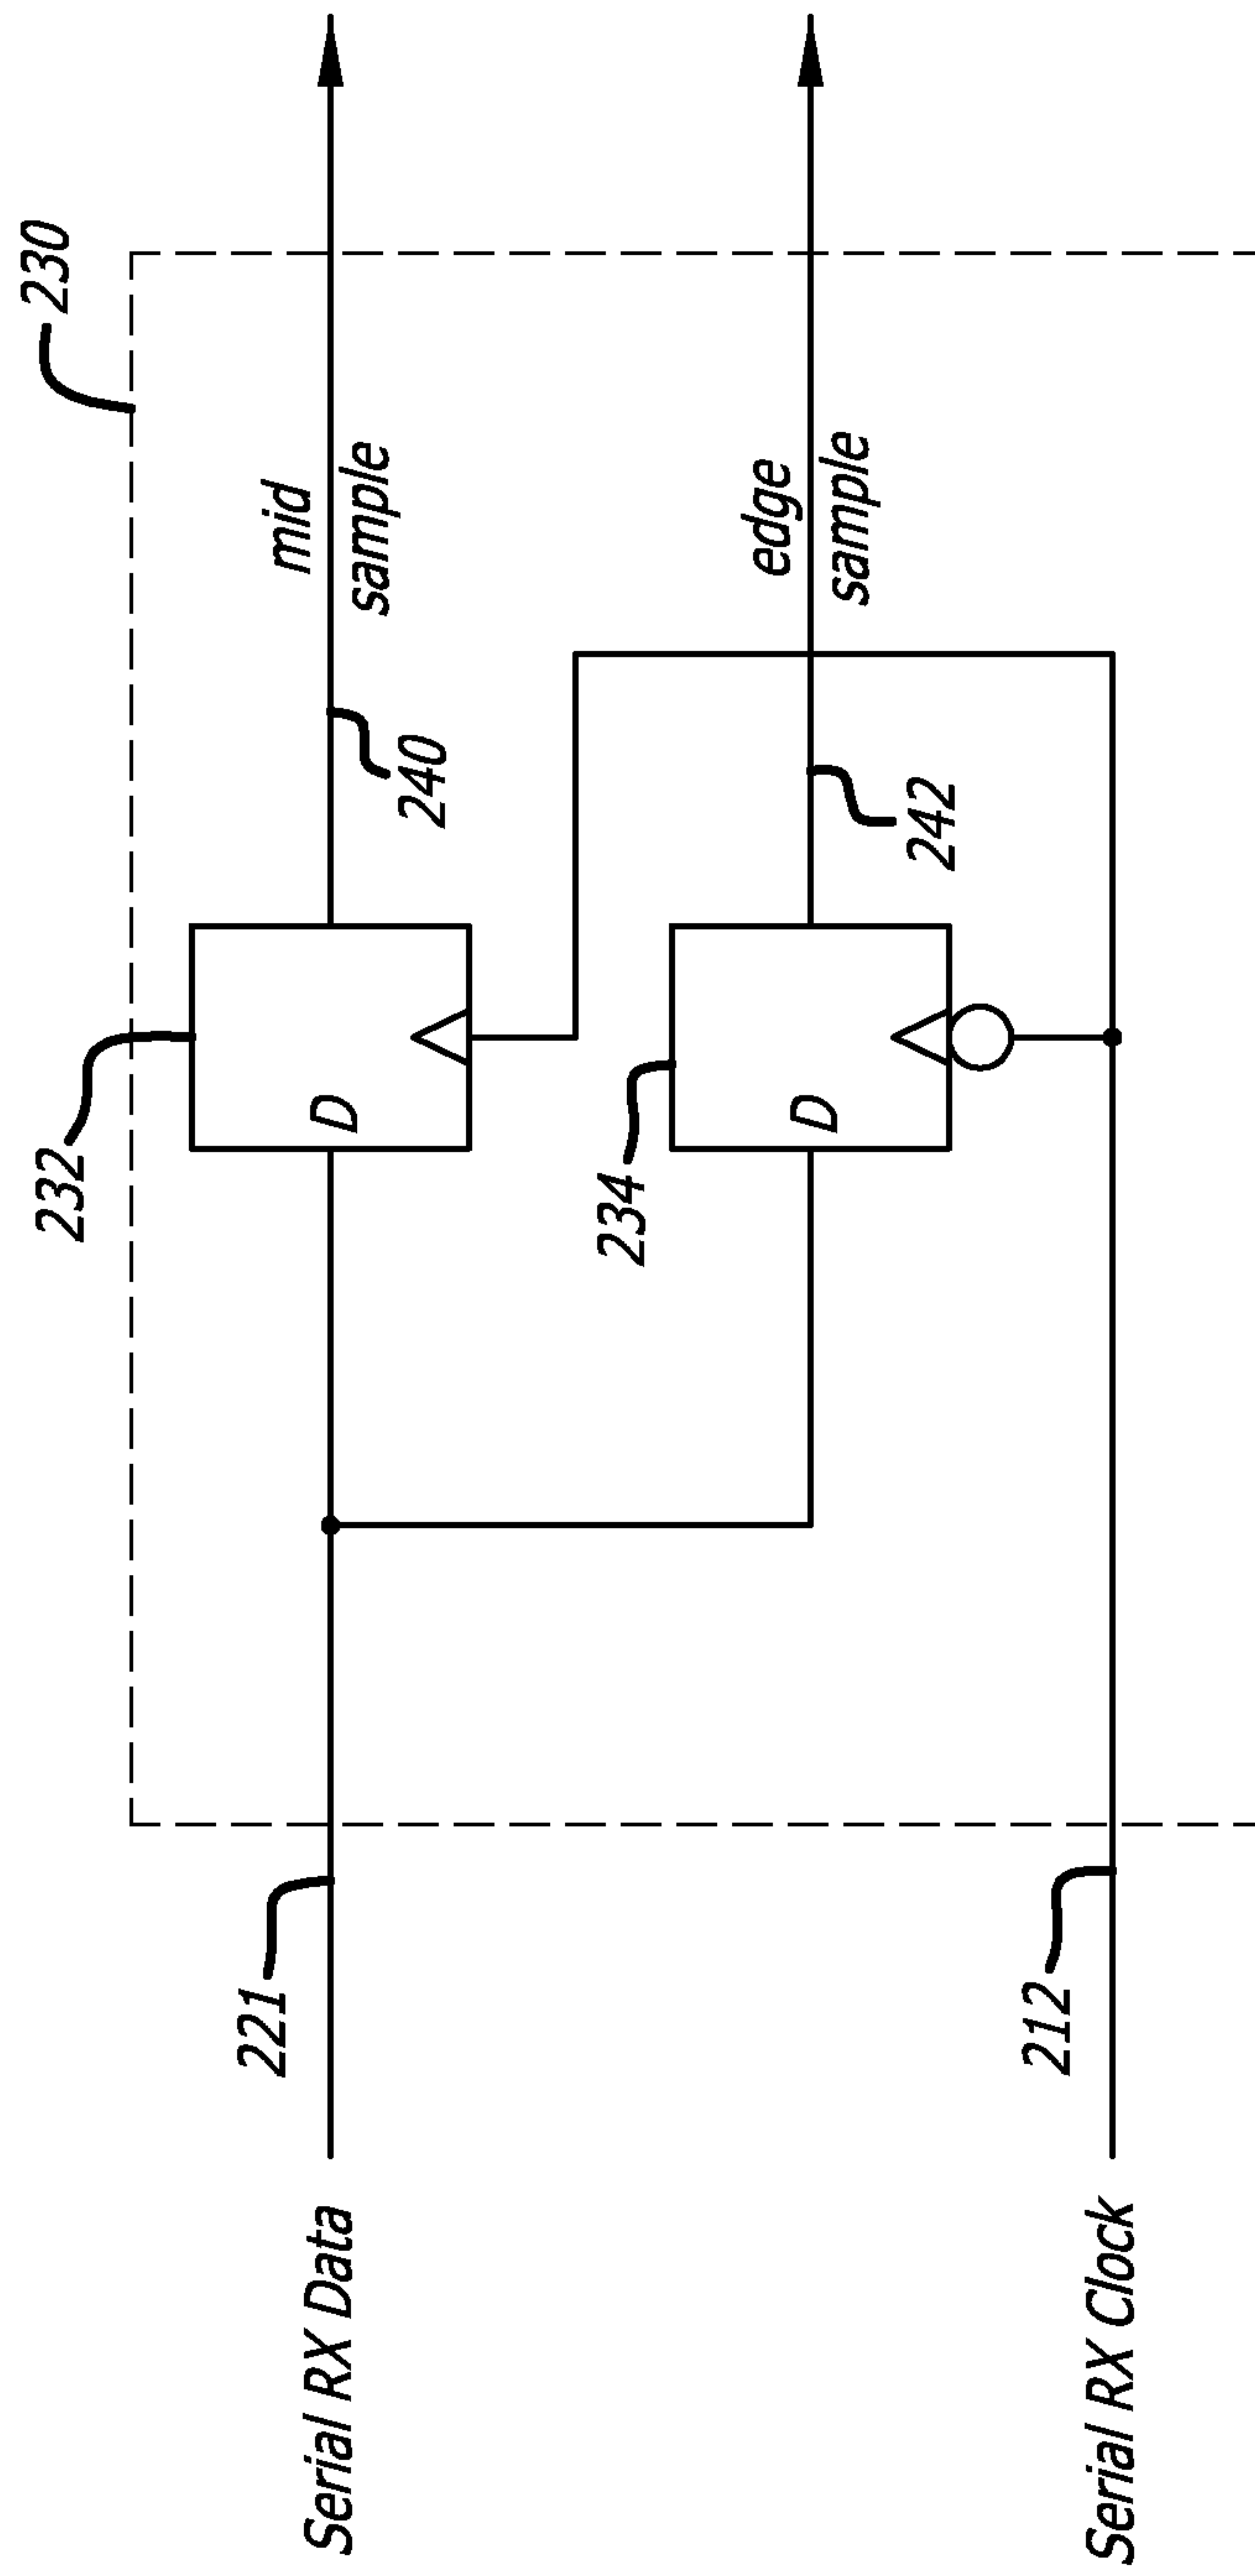 230
232
mid
sample
240
D
221
Serial RX Data
edge
sample
234
242
D
212
Serial RX Clock